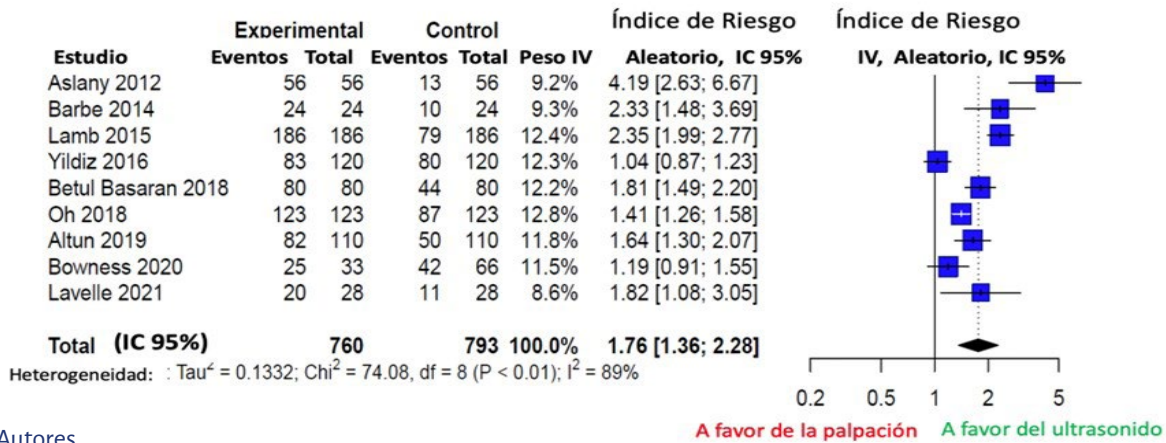 Experimental Control Índice de Riesgo Índice de Riesgo
Estudio Eventos Total Eventos Total Peso IV Aleatorio, IC 95% IV, Aleatorio, IC 95%
Aslany 2012 56 56 13 56 9.2% 4.19 [2.63; 6.67]
Barbe 2014 24 24 10 24 9.3% 2.33 [1.48; 3.69]
Lamb 2015 186 186 79 186 12.4% 2.35 [1.99; 2.77]
Yildiz 2016 83 120 80 120 12.3% 1.04 [0.87; 1.23]
Betul Basaran 2018 80 80 44 80 12.2% 1.81 [1.49; 2.20]
Oh 2018 123 123 87 123 12.8% 1.41 [1.26; 1.58]
Altun 2019 82 110 50 110 11.8% 1.64 [1.30; 2.07]
Bowness 2020 25 33 42 66 11.5% 1.19 [0.91; 1.55]
Lavelle 2021 20 28 11 28 8.6% 1.82 [1.08; 3.05]
Total (IC 95%) 760 793 100.0% 1.76 [1.36; 2.28]
Heterogeneidad: : Tau² = 0.1332; Chi² = 74.08, df = 8 (P < 0.01); I² = 89%
0.2 0.5 1 2 5
A favor de la palpación A favor del ultrasonido
Autores